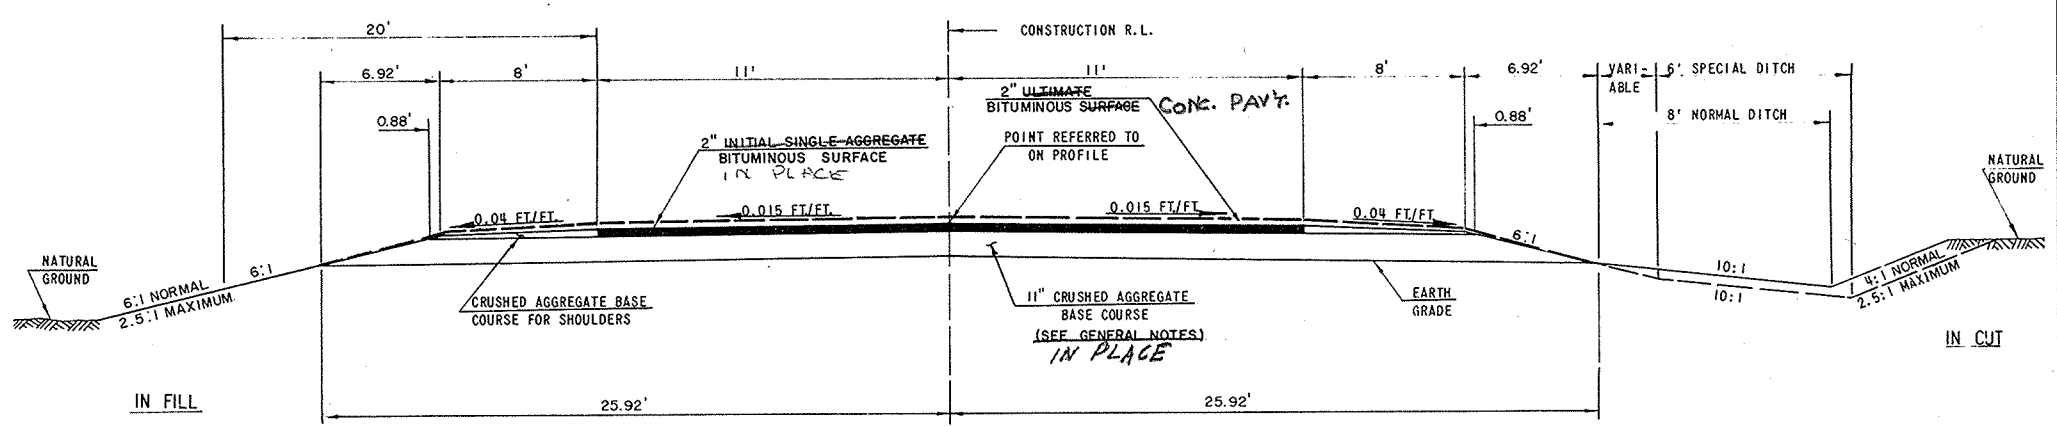 20'
CONSTRUCTION R.L.
6.92'
8'
11'
11'
8'
6.92'
VARI-
ABLE
6' SPECIAL DITCH
2" ULTIMATE
BITUMINOUS SURFACE CONC. PAV'T.
0.88'
0.88'
8' NORMAL DITCH
2" INITIAL SINGLE AGGREGATE
BITUMINOUS SURFACE
IN PLACE
POINT REFERRED TO
ON PROFILE
NATURAL
GROUND
0.04 FT./FT.
0.015 FT./FT.
0.015 FT./FT.
0.04 FT./FT.
6:1
NATURAL
GROUND
6:1
6:1 NORMAL
2.5:1 MAXIMUM
10:1
10:1
4:1 NORMAL
2.5:1 MAXIMUM
CRUSHED AGGREGATE BASE
COURSE FOR SHOULDERS
11" CRUSHED AGGREGATE
BASE COURSE
(SEE GENERAL NOTES)
IN PLACE
EARTH
GRADE
IN CUT
IN FILL
25.92'
25.92'